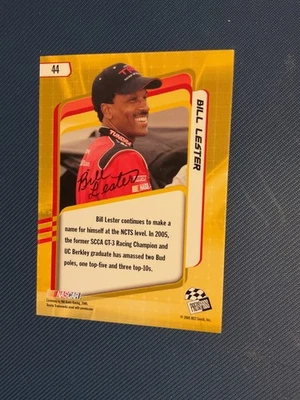 44
BILL LESTER
Bill
Lester
Bill Lester continues to make a
name for himself at the NCTS level. In 2005,
the former SCCA GT-3 Racing Champion and
UC Berkley graduate has amassed two Bud
poles, one top-five and three top-10s.
NASCAR
PRESS PASS